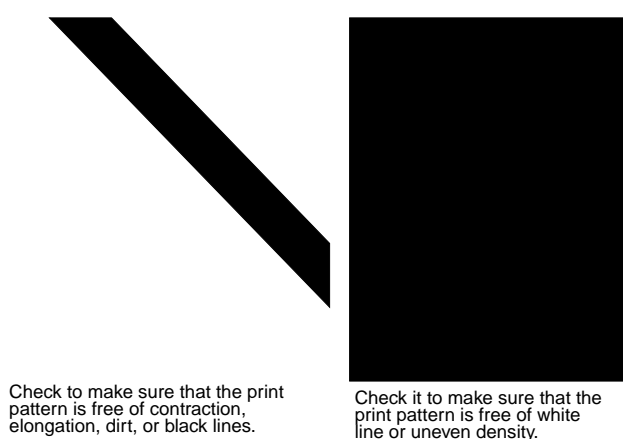 Check to make sure that the print
pattern is free of contraction,
elongation, dirt, or black lines.
Check it to make sure that the
print pattern is free of white
line or uneven density.